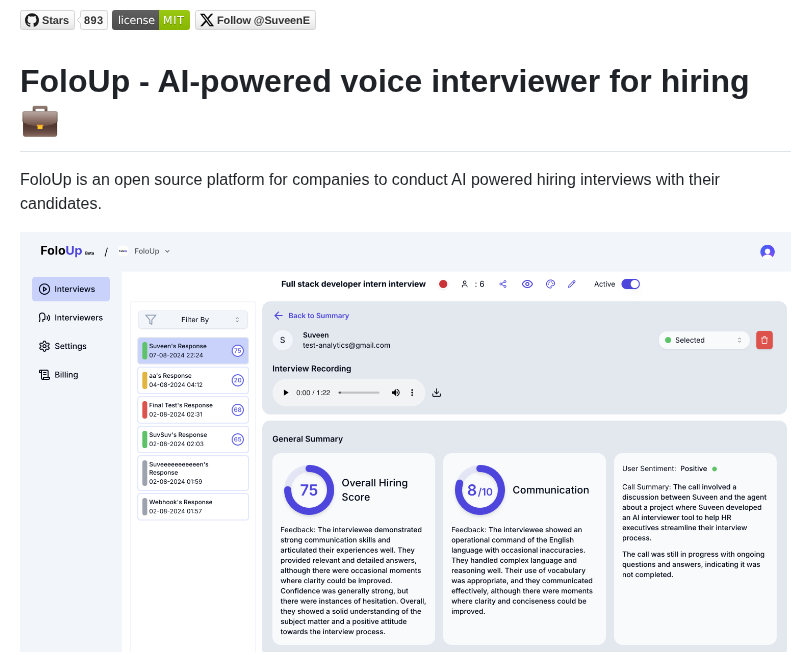 Stars 893 license MIT Follow @SuveenE
FoloUp - AI-powered voice interviewer for hiring
FoloUp is an open source platform for companies to conduct AI powered hiring interviews with their
candidates.
FoloUp Beta / FoloUp
Full stack developer intern interview : 6 Active
Interviews
Interviewers
Settings
Billing
Filter By
Suveen's Response
07-08-2024 22:24
75
aa's Response
04-08-2024 04:12
20
Final Test's Response
02-08-2024 02:31
68
SuvSuv's Response
02-08-2024 02:03
65
Suveeeeeeeeeeen's
Response
02-08-2024 01:59
Webhook's Response
02-08-2024 01:57
Back to Summary
S
Suveen
test-analytics@gmail.com
Selected
Interview Recording
0:00 / 1:22
General Summary
75
Overall Hiring
Score
Feedback: The interviewee demonstrated
strong communication skills and
articulated their experiences well. They
provided relevant and detailed answers,
although there were occasional moments
where clarity could be improved.
Confidence was generally strong, but
there were instances of hesitation. Overall,
they showed a solid understanding of the
subject matter and a positive attitude
towards the interview process.
8/10
Communication
Feedback: The interviewee showed an
operational command of the English
language with occasional inaccuracies.
They handled complex language and
reasoning well. Their use of vocabulary
was appropriate, and they communicated
effectively, although there were moments
where clarity and conciseness could be
improved.
User Sentiment: Positive
Call Summary: The call involved a
discussion between Suveen and the agent
about a project where Suveen developed
an AI interviewer tool to help HR
executives streamline their interview
process.
The call was still in progress with ongoing
questions and answers, indicating it was
not completed.